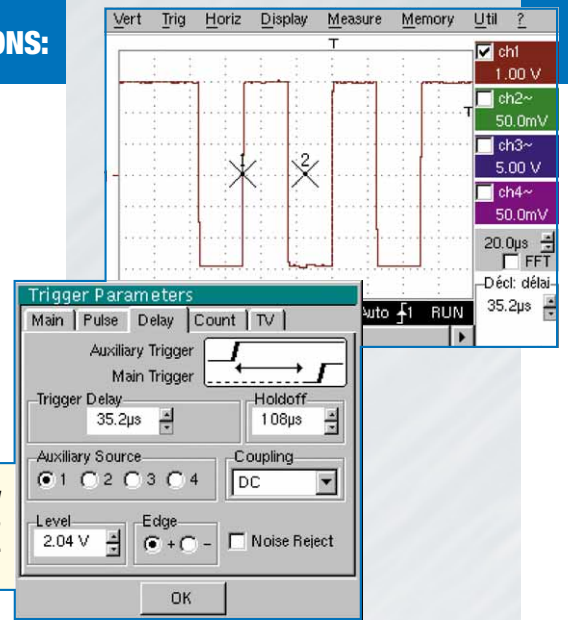 ONS:
Vert Trig Horiz Display Measure Memory Util ?
T
ch1
1.00 V
ch2~
50.0mV
T
ch3~
5.00 V
ch4~
50.0mV
1 2
20.0µs
FFT
Décl: délai
35.2µs
Auto 1 RUN
Trigger Parameters
Main Pulse Delay Count TV
Auxiliary Trigger
Main Trigger
Trigger Delay Holdoff
35.2µs 108µs
Auxiliary Source Coupling
1 2 3 4 DC
Level Edge
2.04 V + - Noise Reject
OK